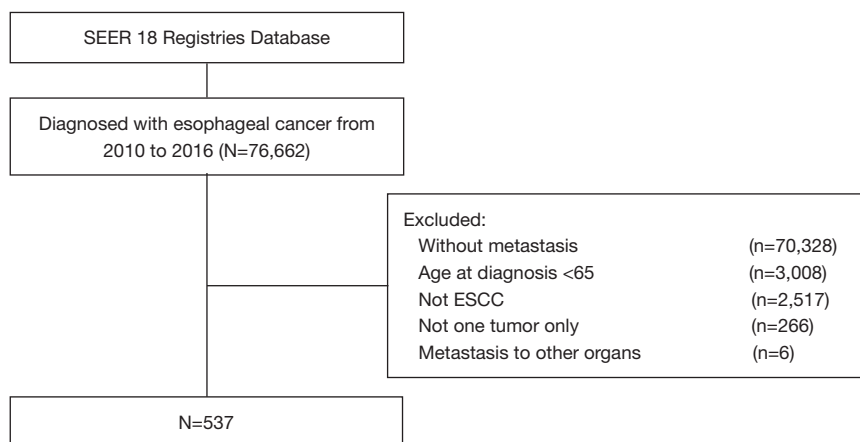 SEER 18 Registries Database
Diagnosed with esophageal cancer from
2010 to 2016 (N=76,662)
Excluded:
Without metastasis (n=70,328)
Age at diagnosis <65 (n=3,008)
Not ESCC (n=2,517)
Not one tumor only (n=266)
Metastasis to other organs (n=6)
N=537